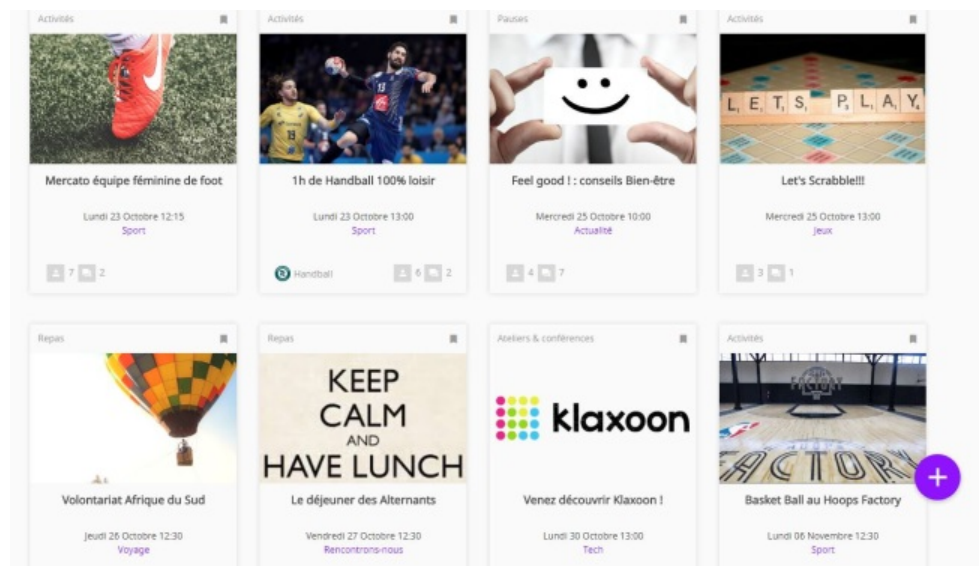 Activités
Activités
Pauses
Activités
13
13
LETS PLAY
Mercato équipe féminine de foot
1h de Handball 100% loisir
Feel good ! : conseils Bien-être
Let's Scrabble!!!
Lundi 23 Octobre 12:15
Lundi 23 Octobre 13:00
Mercredi 25 Octobre 10:00
Mercredi 25 Octobre 13:00
Sport
Sport
Actualité
Jeux
7 2
Handball 6 2
4 7
3 1
Repas
Repas
Ateliers & conférences
Activités
KEEP
CALM
AND
HAVE LUNCH
klaxoon
FACTORY
FACTORY
Volontariat Afrique du Sud
Le déjeuner des Alternants
Venez découvrir Klaxoon !
Basket Ball au Hoops Factory
Jeudi 26 Octobre 12:30
Vendredi 27 Octobre 12:30
Lundi 30 Octobre 13:00
Lundi 06 Novembre 12:30
Voyage
Rencontrons-nous
Tech
Sport